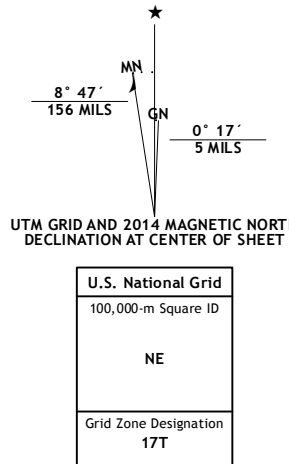 MN
GN
8° 47´
156 MILS
0° 17´
5 MILS
UTM GRID AND 2014 MAGNETIC NORT
DECLINATION AT CENTER OF SHEET
U.S. National Grid
100,000-m Square ID
NE
Grid Zone Designation
17T